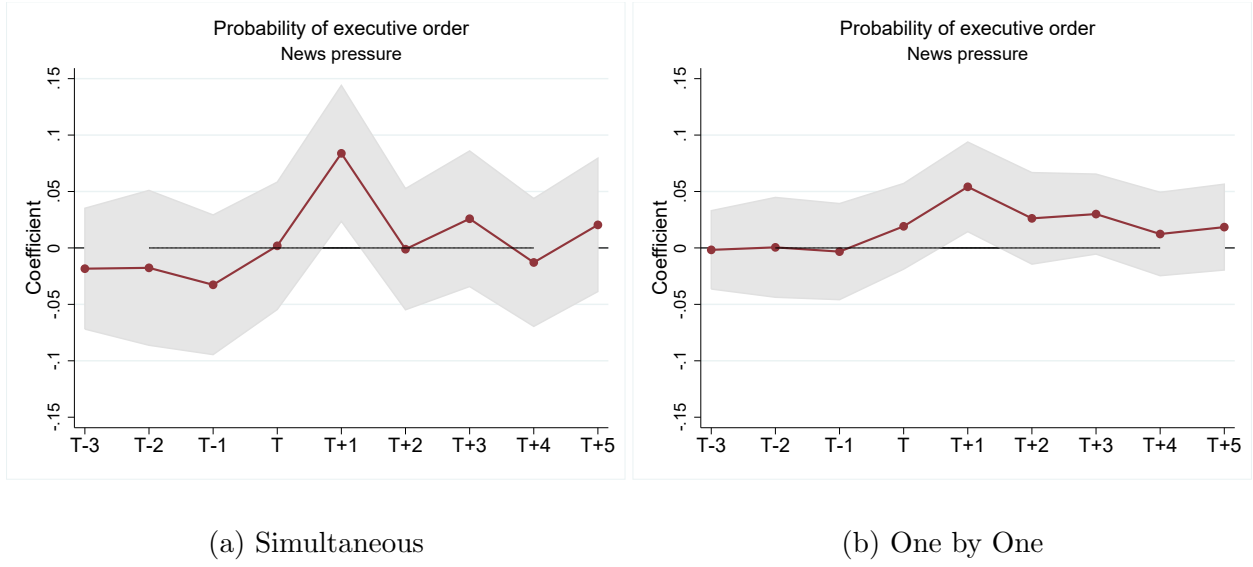 Probability of executive order
News pressure
Coefficient
.15
.1
.05
0
-.05
-.1
-.15
T-3 T-2 T-1 T T+1 T+2 T+3 T+4 T+5
(a) Simultaneous
Probability of executive order
News pressure
Coefficient
.15
.1
.05
0
-.05
-.1
-.15
T-3 T-2 T-1 T T+1 T+2 T+3 T+4 T+5
(b) One by One